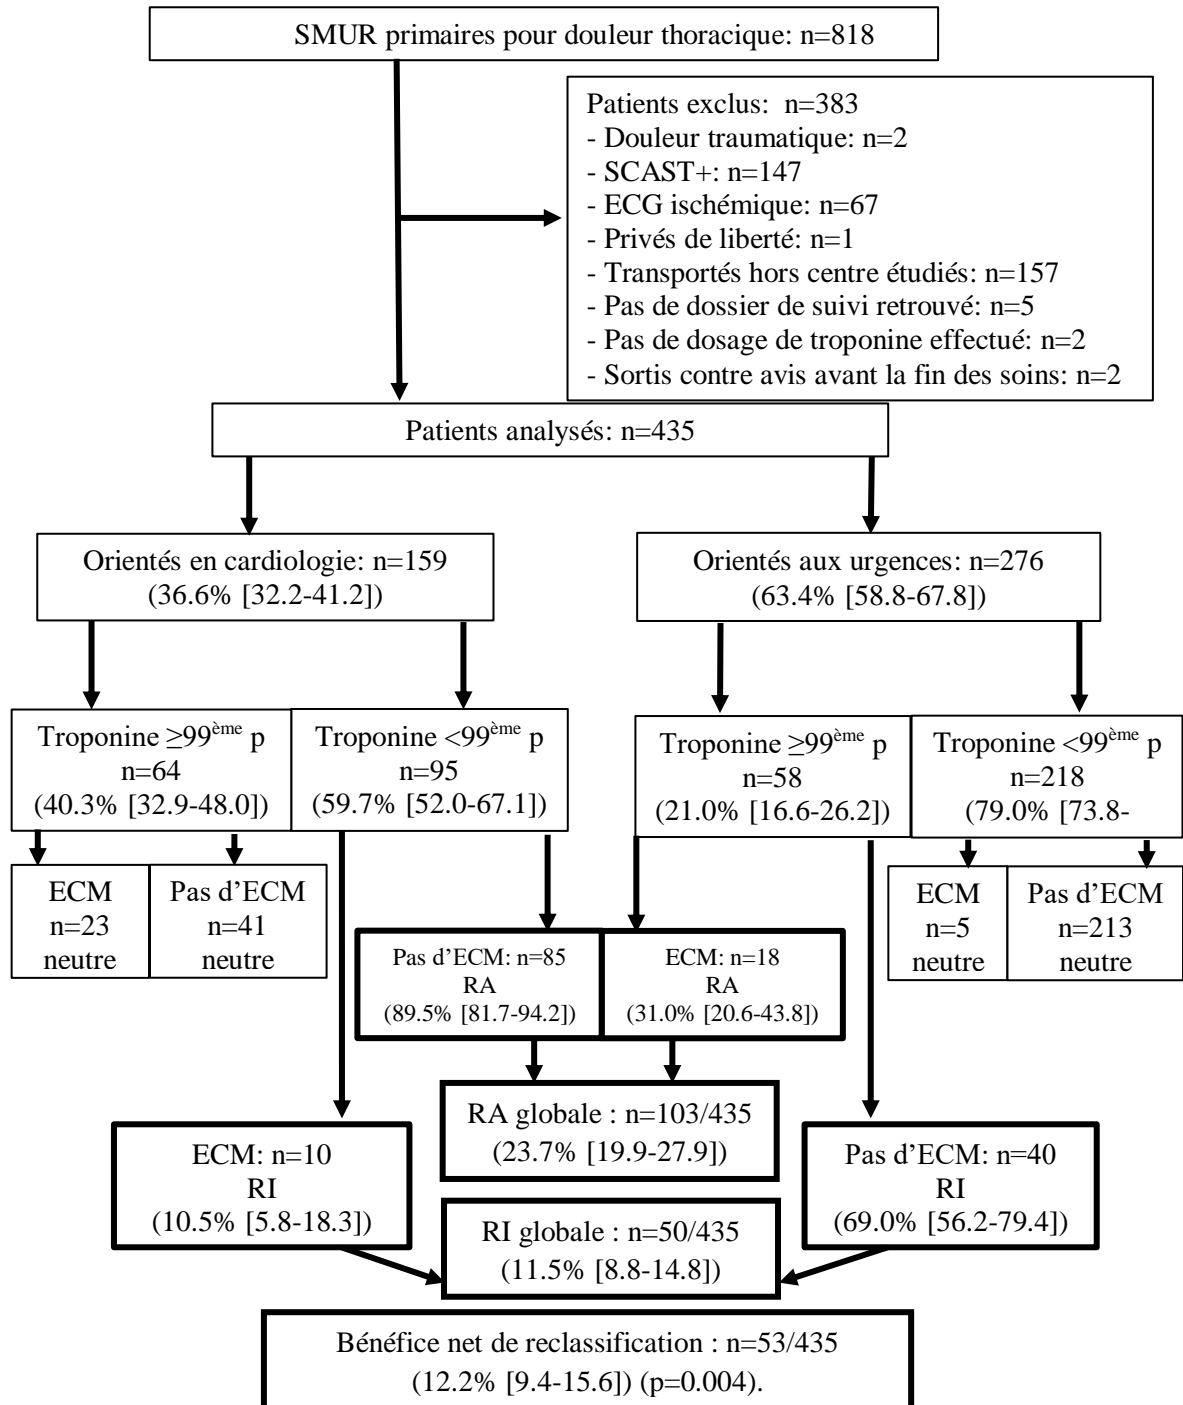 SMUR primaires pour douleur thoracique: n=818
Patients exclus:  n=383
- Douleur traumatique: n=2
- SCAST+: n=147
- ECG ischémique: n=67
- Privés de liberté: n=1
- Transportés hors centre étudiés: n=157
- Pas de dossier de suivi retrouvé: n=5
- Pas de dosage de troponine effectué: n=2
- Sortis contre avis avant la fin des soins: n=2
Patients analysés: n=435
Orientés en cardiologie: n=159
(36.6% [32.2-41.2])
Orientés aux urgences: n=276
(63.4% [58.8-67.8])
Troponine ≥99ème p
n=64
(40.3% [32.9-48.0])
Troponine <99ème p
n=95
(59.7% [52.0-67.1])
Troponine ≥99ème p
n=58
(21.0% [16.6-26.2])
Troponine <99ème p
n=218
(79.0% [73.8-
ECM
n=23
neutre
Pas d’ECM
n=41
neutre
Pas d’ECM: n=85
RA
(89.5% [81.7-94.2])
ECM: n=18
RA
(31.0% [20.6-43.8])
ECM
n=5
neutre
Pas d’ECM
n=213
neutre
RA globale : n=103/435
(23.7% [19.9-27.9])
ECM: n=10
RI
(10.5% [5.8-18.3])
Pas d’ECM: n=40
RI
(69.0% [56.2-79.4])
RI globale : n=50/435
(11.5% [8.8-14.8])
Bénéfice net de reclassification : n=53/435
(12.2% [9.4-15.6]) (p=0.004).